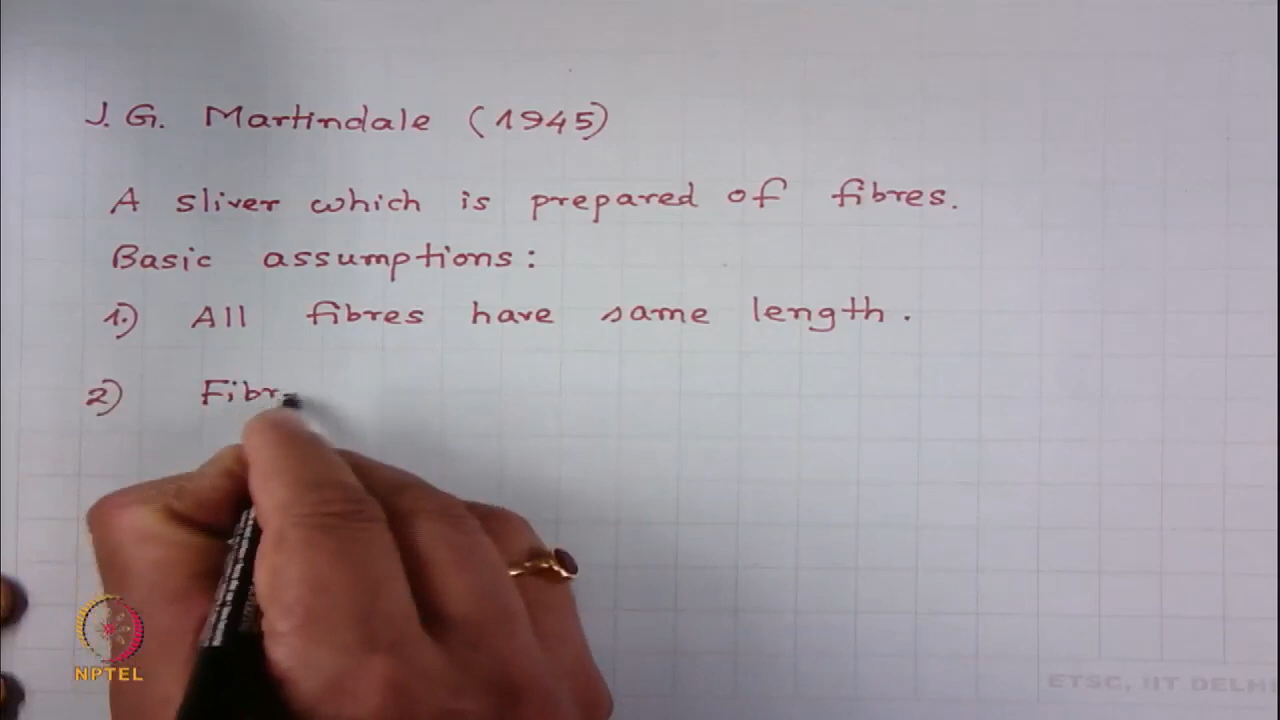 J. G. Martindale (1945)
A sliver which is prepared of fibres.
Basic assumptions:
1.) All fibres have same length.
2) Fibr
NPTEL
ETSC, IIT DELHI